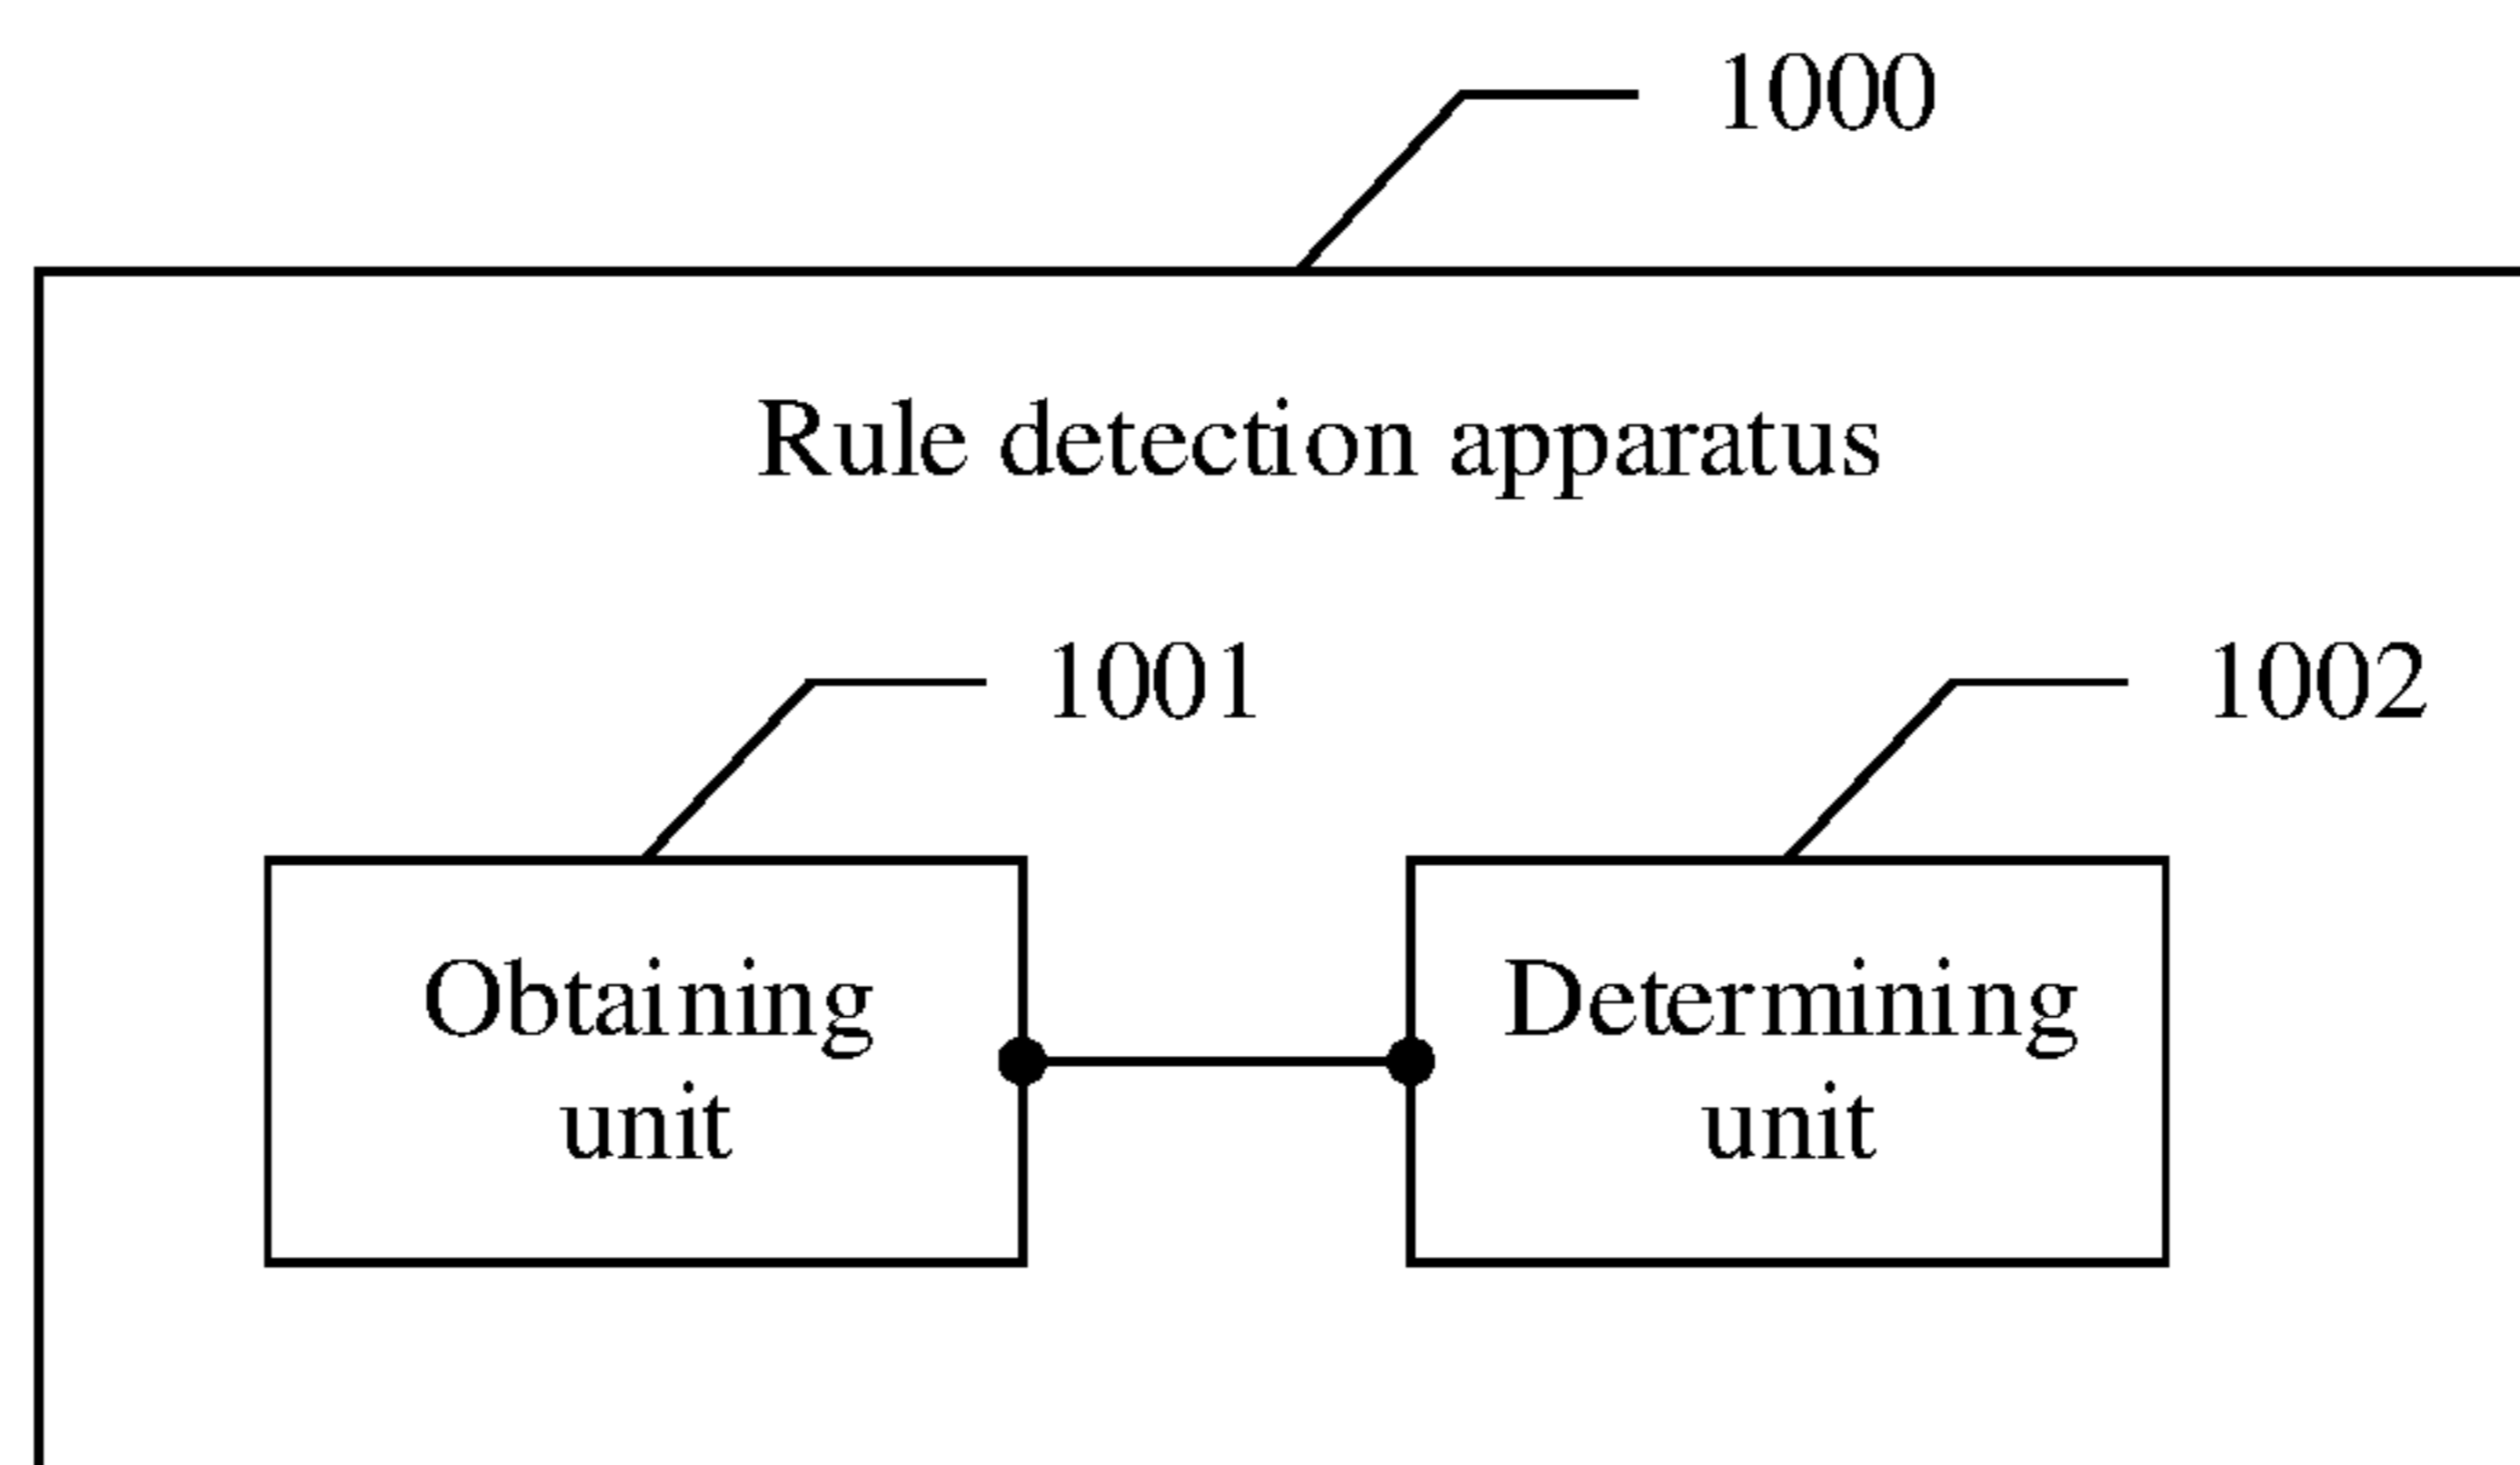 1000
Rule detection apparatus
1001
1002
Obtaining
unit
Determining
unit